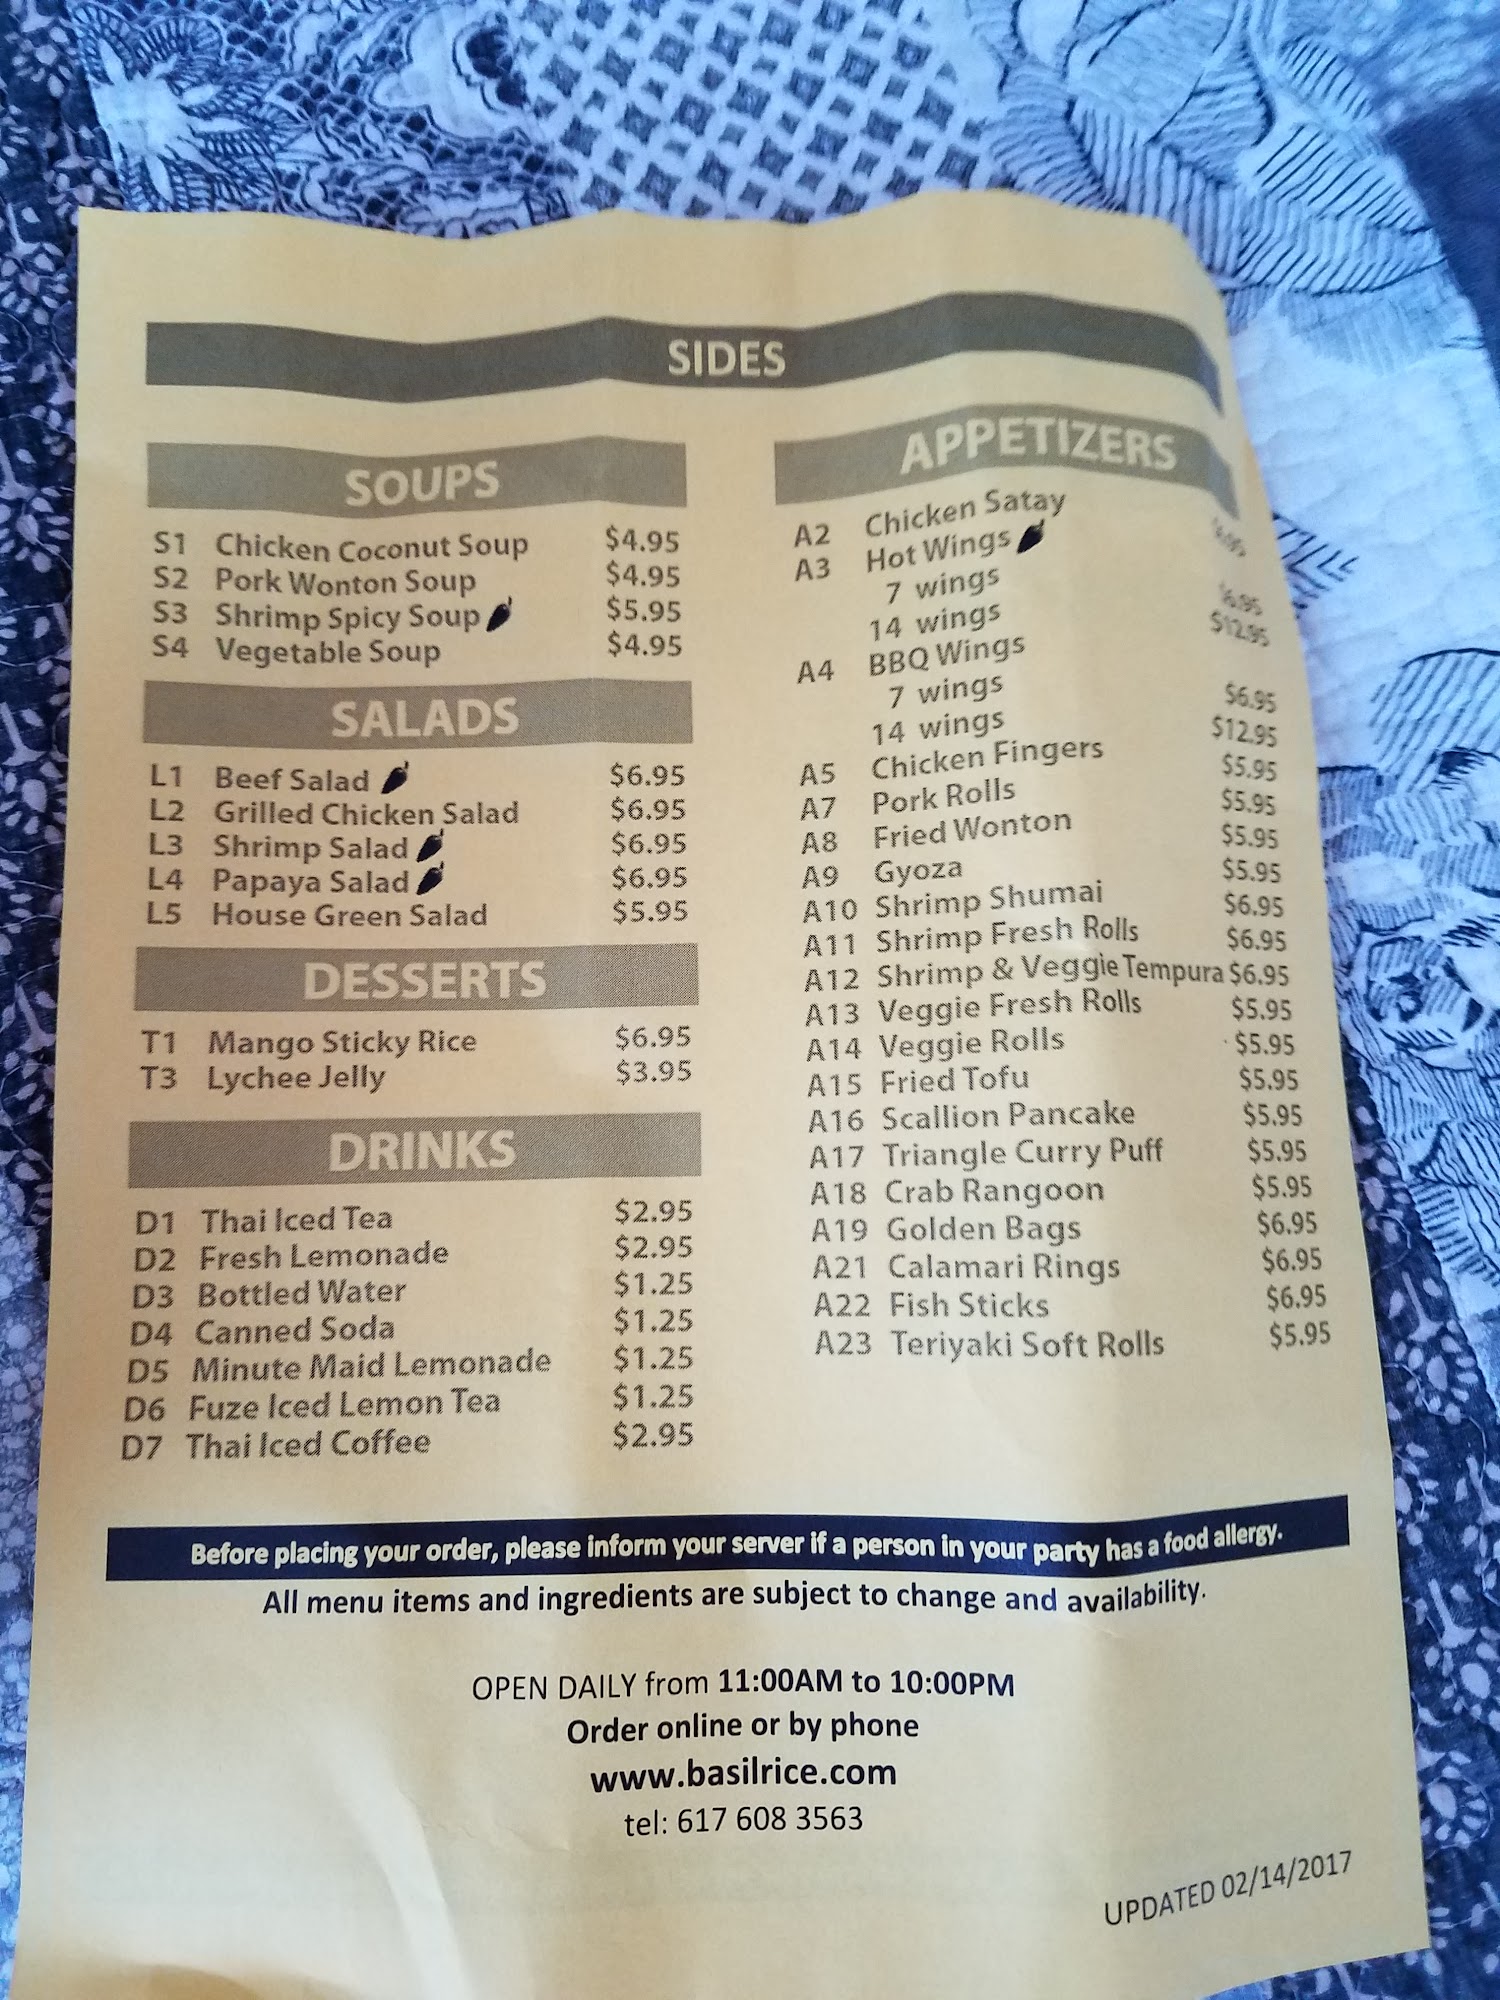 SIDES
SOUPS
S1 Chicken Coconut Soup $4.95
S2 Pork Wonton Soup $4.95
S3 Shrimp Spicy Soup $5.95
S4 Vegetable Soup $4.95
SALADS
L1 Beef Salad $6.95
L2 Grilled Chicken Salad $6.95
L3 Shrimp Salad $6.95
L4 Papaya Salad $6.95
L5 House Green Salad $5.95
DESSERTS
T1 Mango Sticky Rice $6.95
T3 Lychee Jelly $3.95
DRINKS
D1 Thai Iced Tea $2.95
D2 Fresh Lemonade $2.95
D3 Bottled Water $1.25
D4 Canned Soda $1.25
D5 Minute Maid Lemonade $1.25
D6 Fuze Iced Lemon Tea $1.25
D7 Thai Iced Coffee $2.95
APPETIZERS
A2 Chicken Satay
A3 Hot Wings
7 wings $6.95
14 wings $12.95
A4 BBQ Wings
7 wings $6.95
14 wings $12.95
A5 Chicken Fingers $5.95
A7 Pork Rolls $5.95
A8 Fried Wonton $5.95
A9 Gyoza $5.95
A10 Shrimp Shumai $6.95
A11 Shrimp Fresh Rolls $6.95
A12 Shrimp & Veggie Tempura $6.95
A13 Veggie Fresh Rolls $5.95
A14 Veggie Rolls $5.95
A15 Fried Tofu $5.95
A16 Scallion Pancake $5.95
A17 Triangle Curry Puff $5.95
A18 Crab Rangoon $5.95
A19 Golden Bags $6.95
A21 Calamari Rings $6.95
A22 Fish Sticks $6.95
A23 Teriyaki Soft Rolls $5.95
Before placing your order, please inform your server if a person in your party has a food allergy.
All menu items and ingredients are subject to change and availability.
OPEN DAILY from 11:00AM to 10:00PM
Order online or by phone
www.basilrice.com
tel: 617 608 3563
UPDATED 02/14/2017